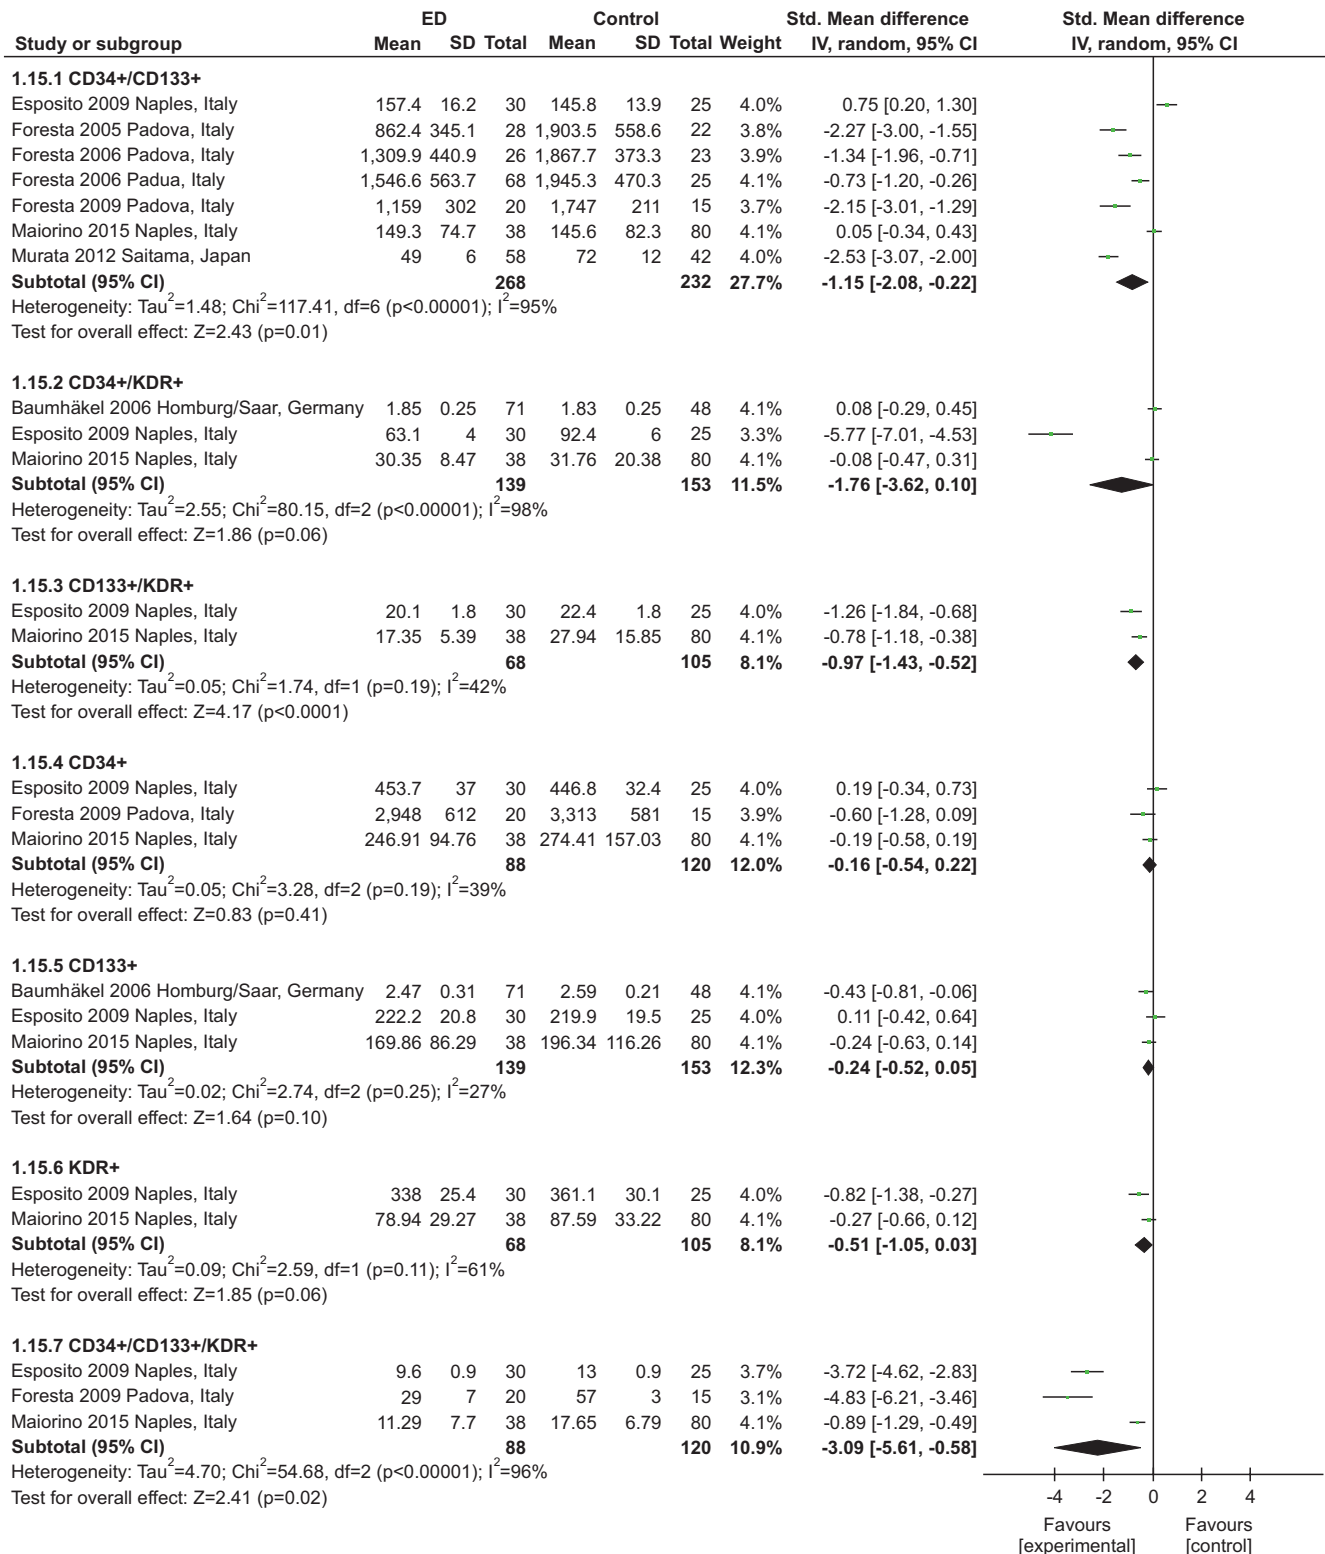 ED Control Std. Mean difference Std. Mean difference
Study or subgroup Mean SD Total Mean SD Total Weight IV, random, 95% CI IV, random, 95% CI
1.15.1 CD34+/CD133+
Esposito 2009 Naples, Italy 157.4 16.2 30 145.8 13.9 25 4.0% 0.75 [0.20, 1.30]
Foresta 2005 Padova, Italy 862.4 345.1 28 1,903.5 558.6 22 3.8% -2.27 [-3.00, -1.55]
Foresta 2006 Padova, Italy 1,309.9 440.9 26 1,867.7 373.3 23 3.9% -1.34 [-1.96, -0.71]
Foresta 2006 Padua, Italy 1,546.6 563.7 68 1,945.3 470.3 25 4.1% -0.73 [-1.20, -0.26]
Foresta 2009 Padova, Italy 1,159 302 20 1,747 211 15 3.7% -2.15 [-3.01, -1.29]
Maiorino 2015 Naples, Italy 149.3 74.7 38 145.6 82.3 80 4.1% 0.05 [-0.34, 0.43]
Murata 2012 Saitama, Japan 49 6 58 72 12 42 4.1% -2.53 [-3.07, -2.00]
Subtotal (95% CI) 268 232 27.7% -1.15 [-2.08, -0.22]
Heterogeneity: Tau²=1.48; Chi²=117.41, df=6 (p<0.00001); I²=95%
Test for overall effect: Z=2.43 (p=0.01)
1.15.2 CD34+/KDR+
Baumhäkel 2006 Homburg/Saar, Germany 1.85 0.25 71 1.83 0.25 48 4.1% 0.08 [-0.29, 0.45]
Esposito 2009 Naples, Italy 63.1 4 30 92.4 6 25 3.3% -5.77 [-7.01, -4.53]
Maiorino 2015 Naples, Italy 30.35 8.47 38 31.76 20.38 80 4.1% -0.08 [-0.47, 0.31]
Subtotal (95% CI) 139 153 11.5% -1.76 [-3.62, 0.10]
Heterogeneity: Tau²=2.55; Chi²=80.15, df=2 (p<0.00001); I²=98%
Test for overall effect: Z=1.86 (p=0.06)
1.15.3 CD133+/KDR+
Esposito 2009 Naples, Italy 20.1 1.8 30 22.4 1.8 25 4.0% -1.26 [-1.84, -0.68]
Maiorino 2015 Naples, Italy 17.35 5.39 38 27.94 15.85 80 4.1% -0.78 [-1.18, -0.38]
Subtotal (95% CI) 68 105 8.1% -0.97 [-1.43, -0.52]
Heterogeneity: Tau²=0.05; Chi²=1.74, df=1 (p=0.19); I²=42%
Test for overall effect: Z=4.17 (p<0.0001)
1.15.4 CD34+
Esposito 2009 Naples, Italy 453.7 37 30 446.8 32.4 25 4.0% 0.19 [-0.34, 0.73]
Foresta 2009 Padova, Italy 2,948 612 20 3,313 581 15 3.9% -0.60 [-1.28, 0.09]
Maiorino 2015 Naples, Italy 246.91 94.76 38 274.41 157.03 80 4.1% -0.19 [-0.58, 0.19]
Subtotal (95% CI) 88 120 12.0% -0.16 [-0.54, 0.22]
Heterogeneity: Tau²=0.05; Chi²=3.28, df=2 (p=0.19); I²=39%
Test for overall effect: Z=0.83 (p=0.41)
1.15.5 CD133+
Baumhäkel 2006 Homburg/Saar, Germany 2.47 0.31 71 2.59 0.21 48 4.1% -0.43 [-0.81, -0.06]
Esposito 2009 Naples, Italy 222.2 20.8 30 219.9 19.5 25 4.0% 0.11 [-0.42, 0.64]
Maiorino 2015 Naples, Italy 169.86 86.29 38 196.34 116.26 80 4.1% -0.24 [-0.63, 0.14]
Subtotal (95% CI) 139 153 12.3% -0.24 [-0.52, 0.05]
Heterogeneity: Tau²=0.02; Chi²=2.74, df=2 (p=0.25); I²=27%
Test for overall effect: Z=1.64 (p=0.10)
1.15.6 KDR+
Esposito 2009 Naples, Italy 338 25.4 30 361.1 30.1 25 4.0% -0.82 [-1.38, -0.27]
Maiorino 2015 Naples, Italy 78.94 29.27 38 87.59 33.22 80 4.1% -0.27 [-0.66, 0.12]
Subtotal (95% CI) 68 105 8.1% -0.51 [-1.05, 0.03]
Heterogeneity: Tau²=0.09; Chi²=2.59, df=1 (p=0.11); I²=61%
Test for overall effect: Z=1.85 (p=0.06)
1.15.7 CD34+/CD133+/KDR+
Esposito 2009 Naples, Italy 9.6 0.9 30 13 0.9 25 3.7% -3.72 [-4.62, -2.83]
Foresta 2009 Padova, Italy 29 7 20 57 3 15 3.1% -4.83 [-6.21, -3.46]
Maiorino 2015 Naples, Italy 11.29 7.7 38 17.65 6.79 80 4.1% -0.89 [-1.29, -0.49]
Subtotal (95% CI) 88 120 10.9% -3.09 [-5.61, -0.58]
Heterogeneity: Tau²=4.70; Chi²=54.68, df=2 (p<0.00001); I²=96%
Test for overall effect: Z=2.41 (p=0.02)
-4 -2 0 2 4
Favours Favours
[experimental] [control]